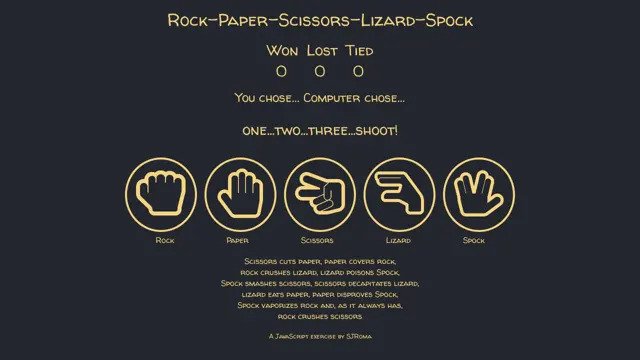 Rock-Paper-Scissors-Lizard-Spock
Won Lost Tied
0 0 0
You chose... Computer chose...
one...two...three...shoot!
Rock Paper Scissors Lizard Spock
Scissors cuts paper, paper covers rock,
rock crushes lizard, lizard poisons Spock,
Spock smashes scissors, scissors decapitates lizard,
lizard eats paper, paper disproves Spock,
Spock vaporizes rock and, as it always has,
rock crushes scissors
A JavaScript exercise by SJRoma